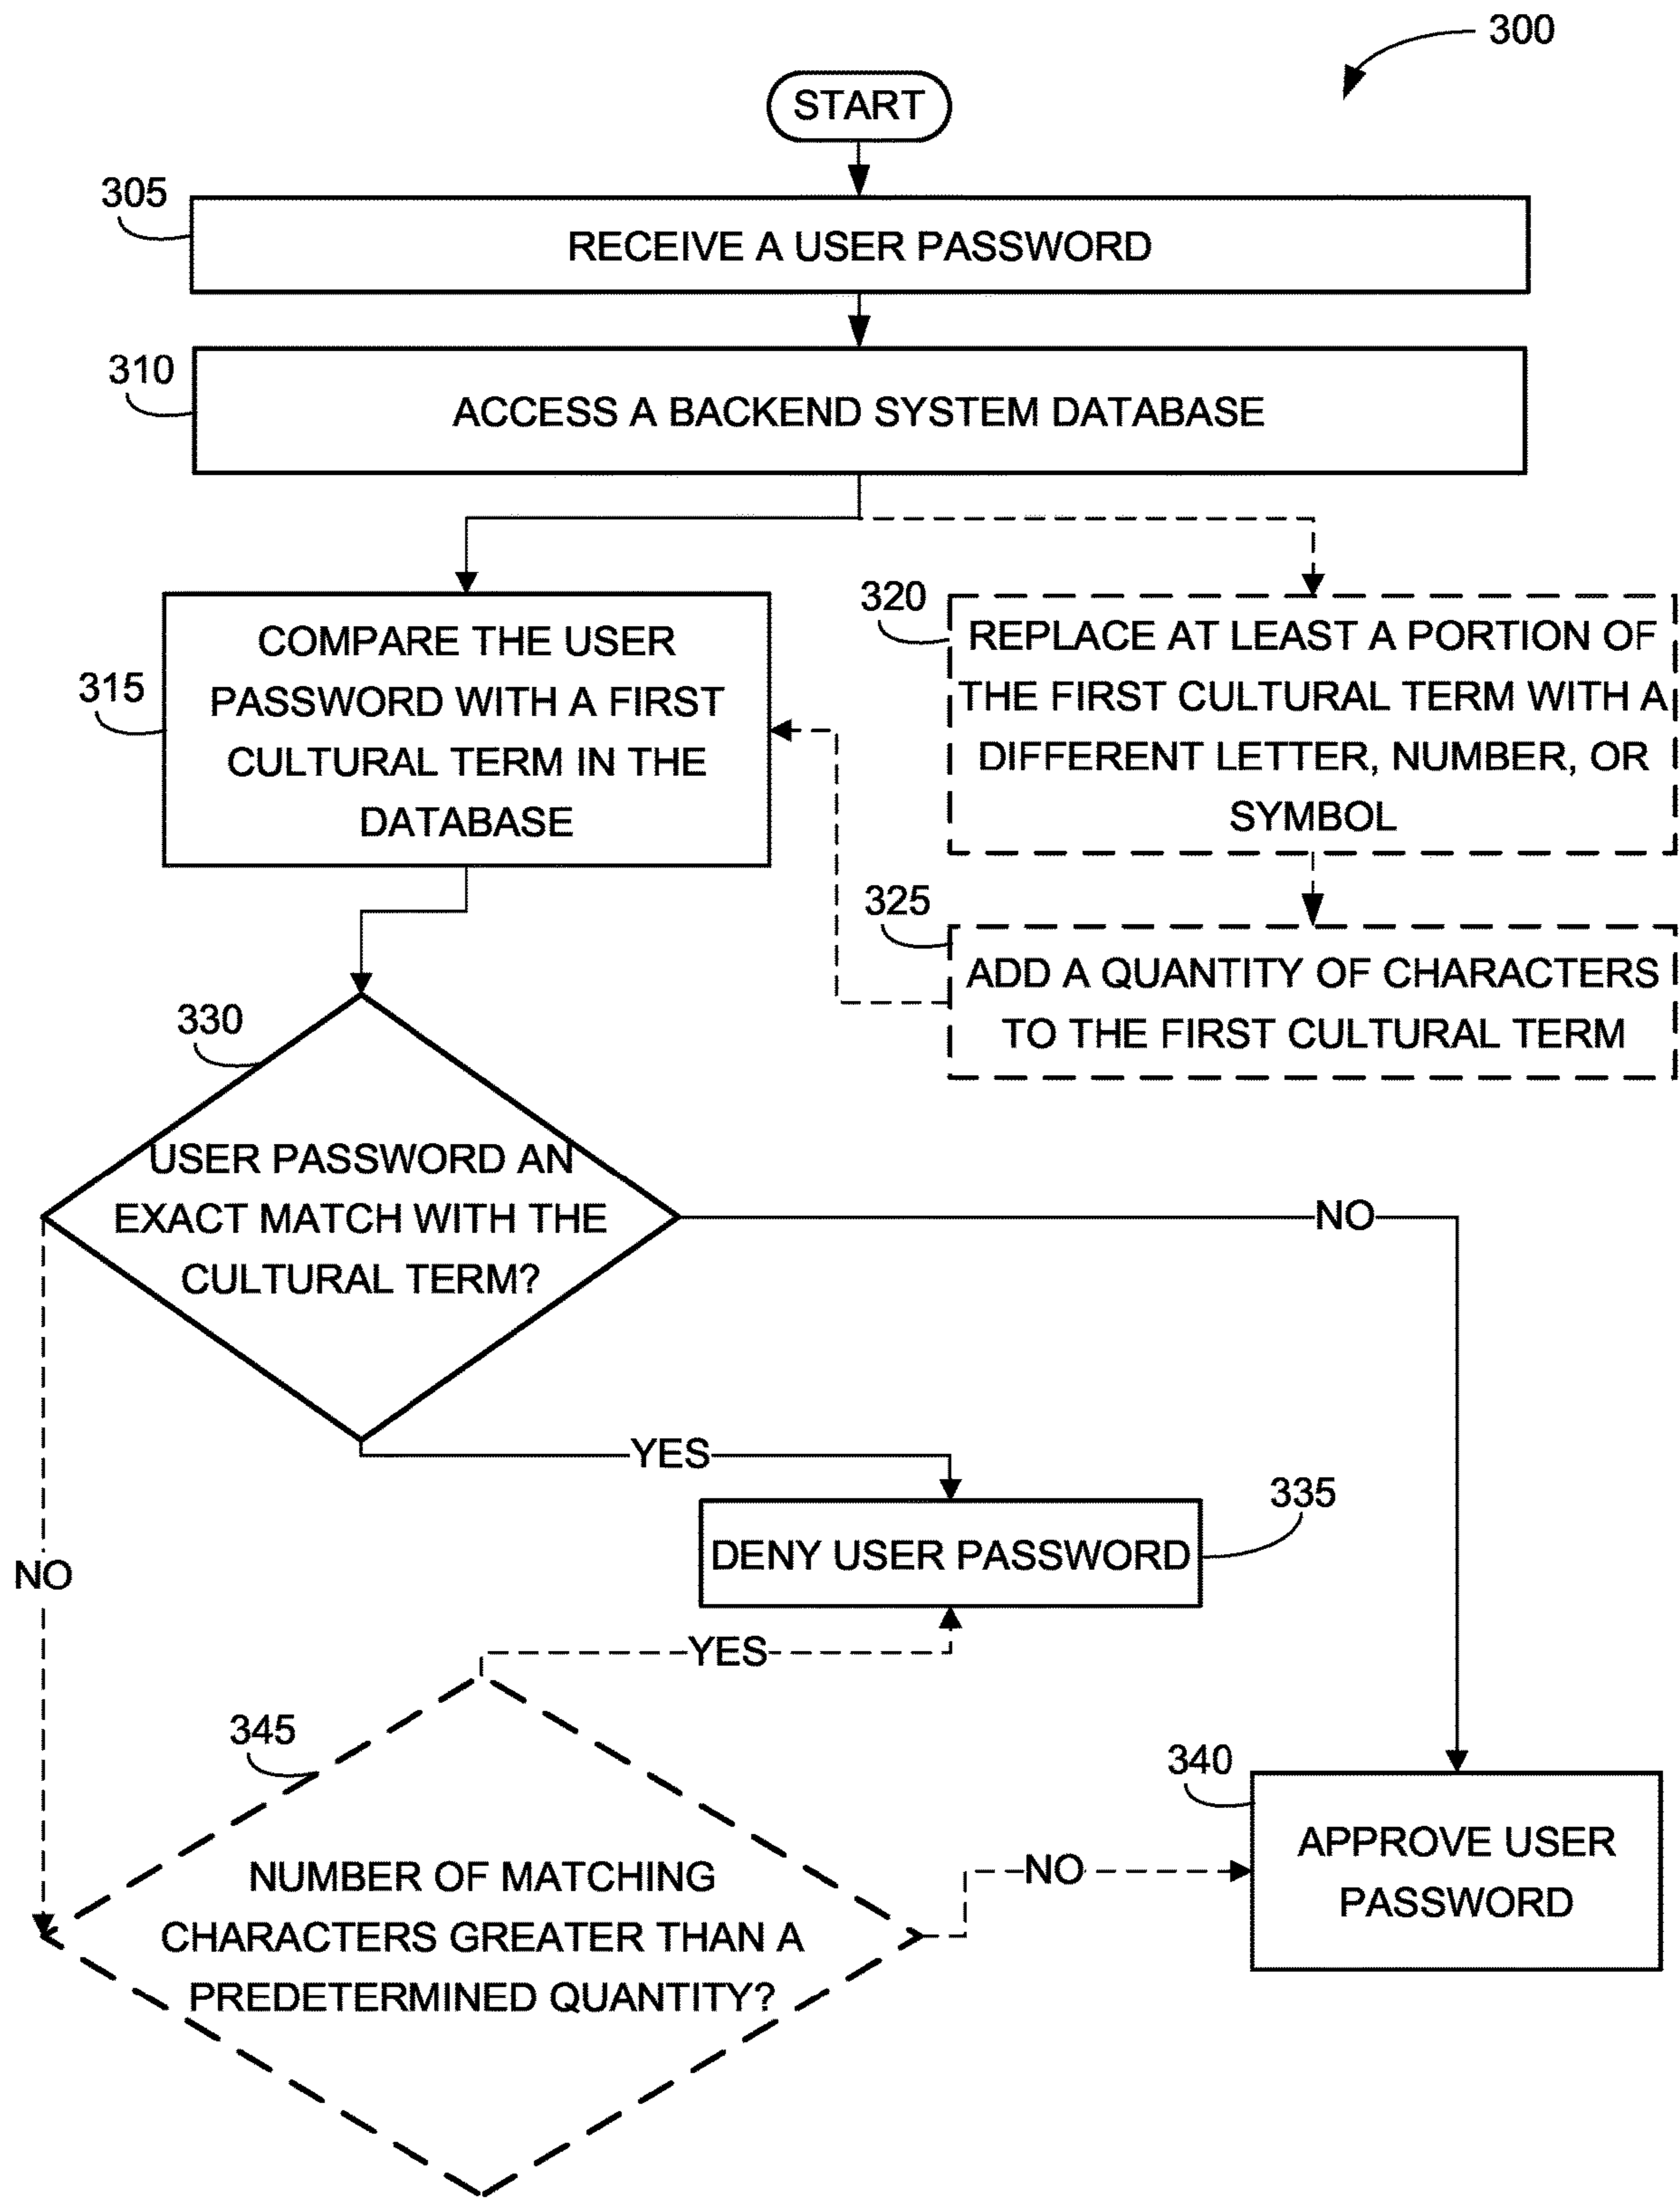 300
START
305
RECEIVE A USER PASSWORD
310
ACCESS A BACKEND SYSTEM DATABASE
315
COMPARE THE USER
PASSWORD WITH A FIRST
CULTURAL TERM IN THE
DATABASE
320
REPLACE AT LEAST A PORTION OF
THE FIRST CULTURAL TERM WITH A
DIFFERENT LETTER, NUMBER, OR
SYMBOL
325
ADD A QUANTITY OF CHARACTERS
TO THE FIRST CULTURAL TERM
330
USER PASSWORD AN
EXACT MATCH WITH THE
CULTURAL TERM?
NO
YES
335
DENY USER PASSWORD
NO
YES
345
NUMBER OF MATCHING
CHARACTERS GREATER THAN A
PREDETERMINED QUANTITY?
NO
340
APPROVE USER
PASSWORD